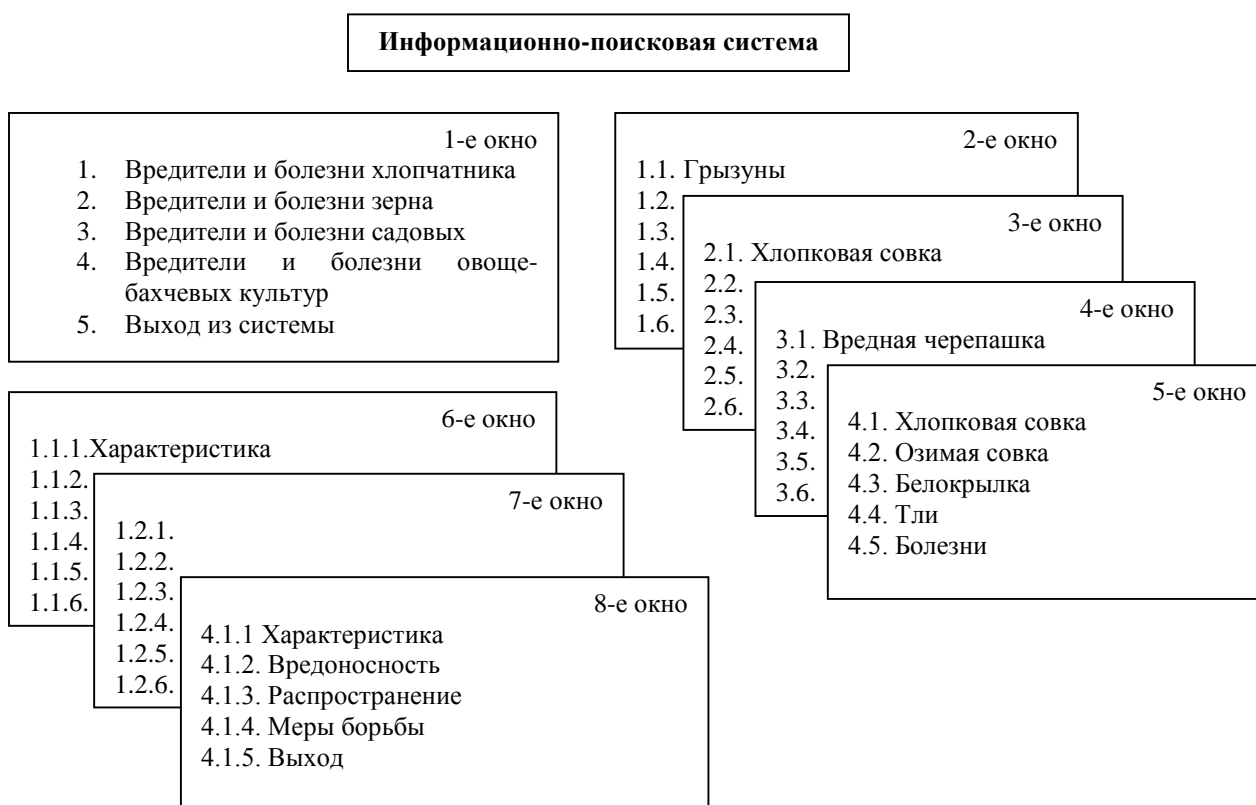 Информационно-поисковая система
1-е окно
1. Вредители и болезни хлопчатника
2. Вредители и болезни зерна
3. Вредители и болезни садовых
4. Вредители и болезни овоще-
бахчевых культур
5. Выход из системы
2-е окно
1.1. Грызуны
1.2.
1.3.
1.4.
1.5.
1.6.
3-е окно
2.1. Хлопковая совка
2.2.
2.3.
2.4.
2.5.
2.6.
4-е окно
3.1. Вредная черепашка
3.2.
3.3.
3.4.
3.5.
3.6.
5-е окно
4.1. Хлопковая совка
4.2. Озимая совка
4.3. Белокрылка
4.4. Тли
4.5. Болезни
6-е окно
1.1.1.Характеристика
1.1.2.
1.1.3.
1.1.4.
1.1.5.
1.1.6.
7-е окно
1.2.1.
1.2.2.
1.2.3.
1.2.4.
1.2.5.
1.2.6.
8-е окно
4.1.1 Характеристика
4.1.2. Вредоносность
4.1.3. Распространение
4.1.4. Меры борьбы
4.1.5. Выход